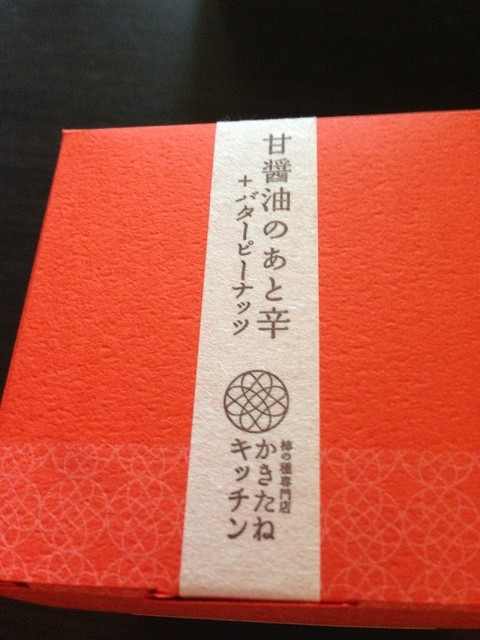 甘醤油のあと辛
+バターピーナッツ
柿の種専門店
かきたね
キッチン